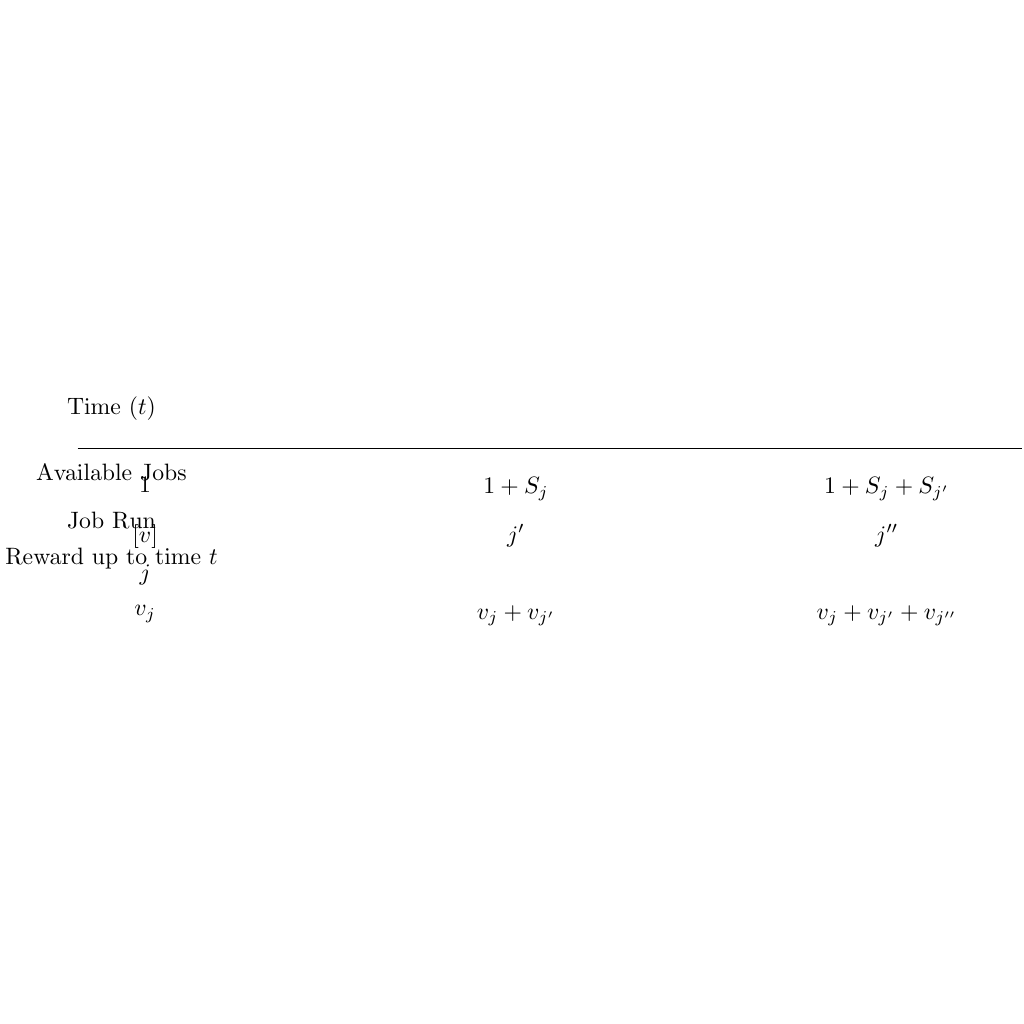 Time (t)
Available Jobs
1 1 + S_j 1 + S_j + S_{j'}
Job Run
[v] j' j''
Reward up to time t
j
v_j v_j + v_{j'} v_j + v_{j'} + v_{j''}